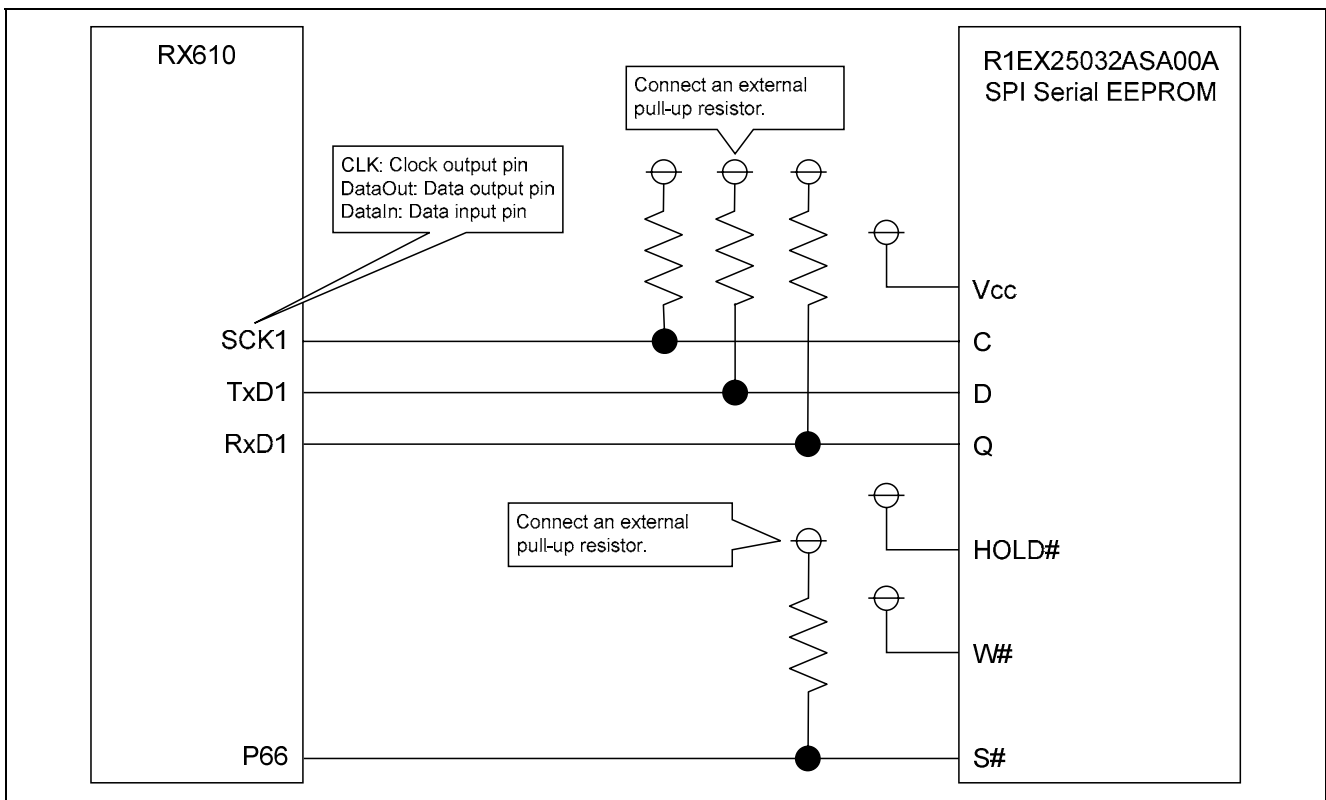 RX610
R1EX25032ASA00A
SPI Serial EEPROM
Connect an external
pull-up resistor.
CLK: Clock output pin
DataOut: Data output pin
DataIn: Data input pin
Vcc
SCK1
C
TxD1
D
RxD1
Q
Connect an external
pull-up resistor.
HOLD#
W#
P66
S#